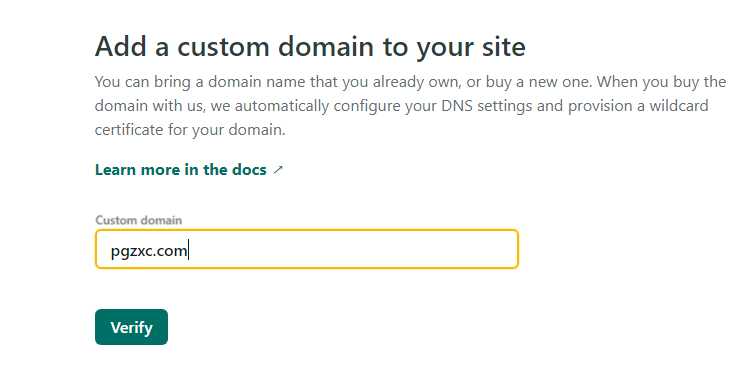 Add a custom domain to your site
You can bring a domain name that you already own, or buy a new one. When you buy the
domain with us, we automatically configure your DNS settings and provision a wildcard
certificate for your domain.
Learn more in the docs ↗
Custom domain
pgzxc.com
Verify